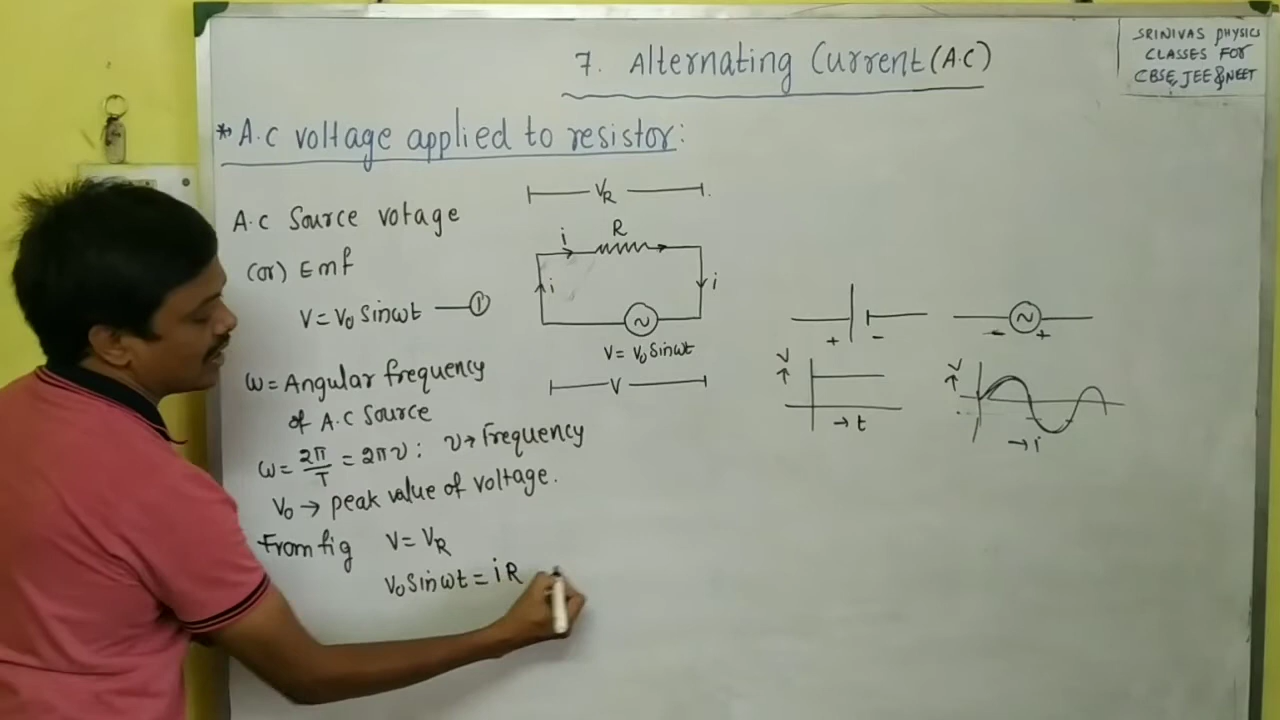 7. Alternating Current (A.C)
SRINIVAS PHYSICS
CLASSES FOR
CBSE, JEE & NEET
* A.C voltage applied to resistor:
A.C Source votage
(or) Emf
V = V₀ Sinωt — ①
ω = Angular frequency
of A.C Source
ω = 2π/T = 2πν ; ν → Frequency
V₀ → peak value of voltage.
From fig V = V_R
V₀ Sinωt = iR
V_R
R
i
i
i
~
V = V₀ Sinωt
V
+ -
V
→ t
~
- +
V